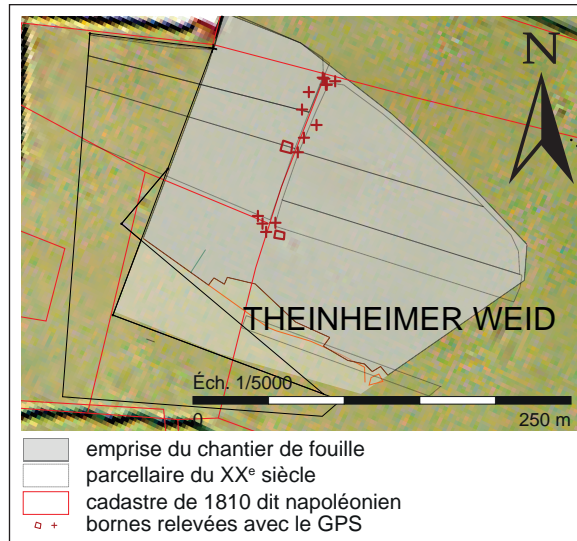 N
THEINHEIMER WEID
Éch. 1/5000
0 250 m
emprise du chantier de fouille
parcellaire du XXe siècle
cadastre de 1810 dit napoléonien
bornes relevées avec le GPS